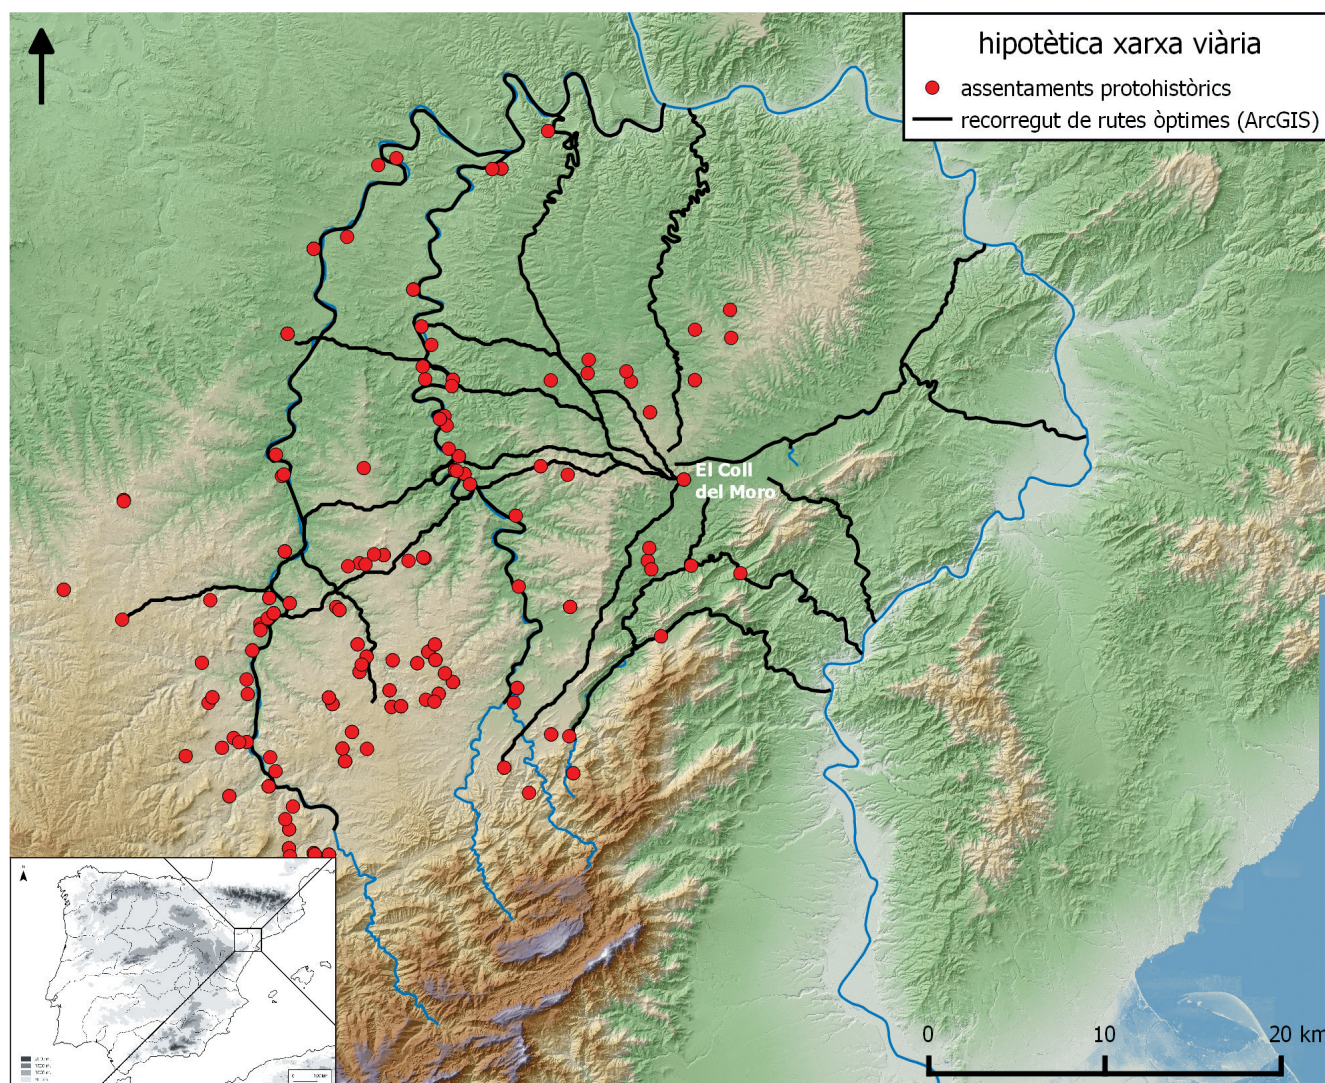 hipotètica xarxa viària
assentaments protohistòrics
recorregut de rutes òptimes (ArcGIS)
El Coll
del Moro
0 10 20 km